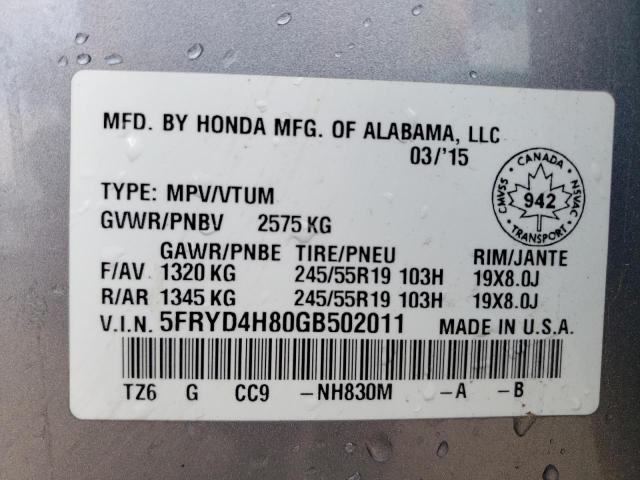 MFD. BY HONDA MFG. OF ALABAMA, LLC
03/'15
TYPE: MPV/VTUM
GVWR/PNBV 2575 KG
GAWR/PNBE TIRE/PNEU RIM/JANTE
F/AV 1320 KG 245/55R19 103H 19X8.0J
R/AR 1345 KG 245/55R19 103H 19X8.0J
V.I.N. 5FRYD4H80GB502011 MADE IN U.S.A.
TZ6 G CC9 -NH830M -A -B
CANADA
CMVSS 942 NSVAC
TRANSPORT